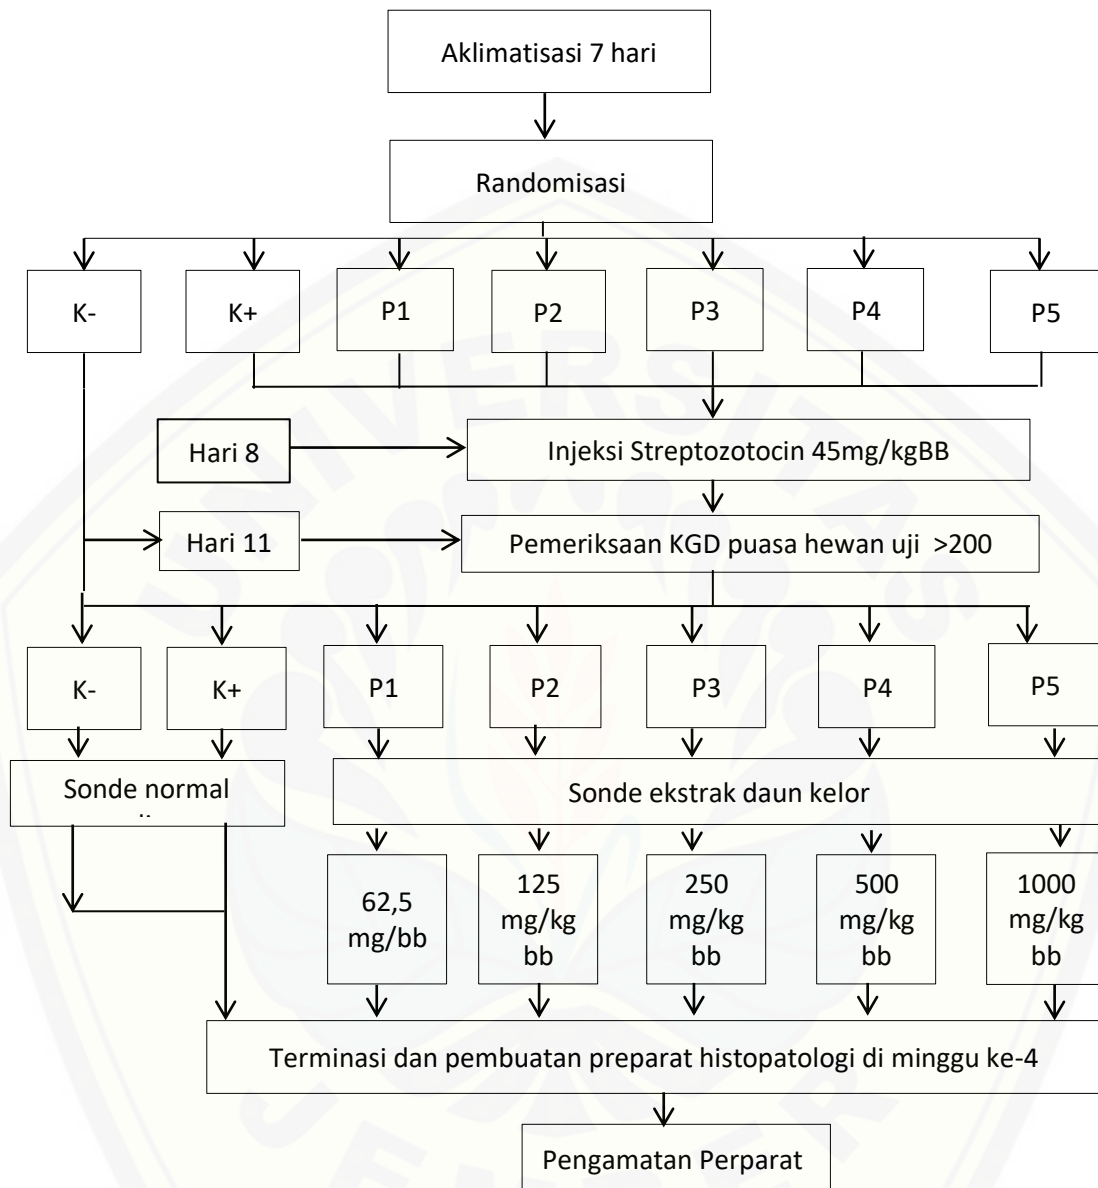 Aklimatisasi 7 hari
Randomisasi
K-
K+
P1
P2
P3
P4
P5
Hari 8
Injeksi Streptozotocin 45mg/kgBB
Hari 11
Pemeriksaan KGD puasa hewan uji >200
K-
K+
P1
P2
P3
P4
P5
Sonde normal
Sonde ekstrak daun kelor
62,5
mg/bb
125
mg/kg
bb
250
mg/kg
bb
500
mg/kg
bb
1000
mg/kg
bb
Terminasi dan pembuatan preparat histopatologi di minggu ke-4
Pengamatan Perparat
UNIVERSITAS
JEMBER